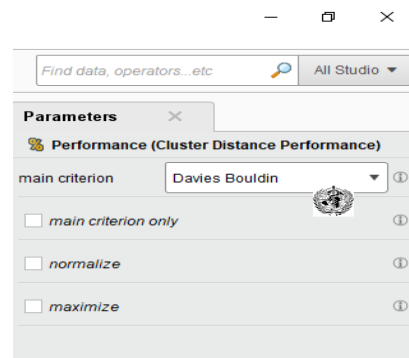 Find data, operators...etc
All Studio
Parameters
Performance (Cluster Distance Performance)
main criterion
Davies Bouldin
main criterion only
normalize
maximize